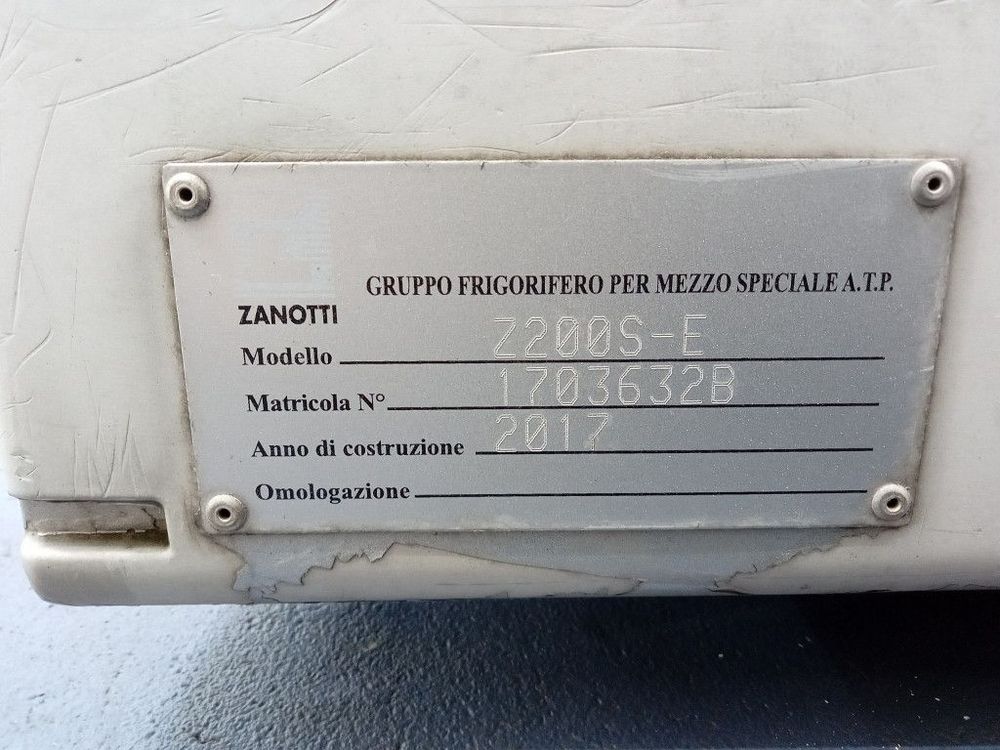 GRUPPO FRIGORIFERO PER MEZZO SPECIALE A.T.P.
ZANOTTI
Modello Z200S-E
Matricola N° 1703632B
Anno di costruzione 2017
Omologazione